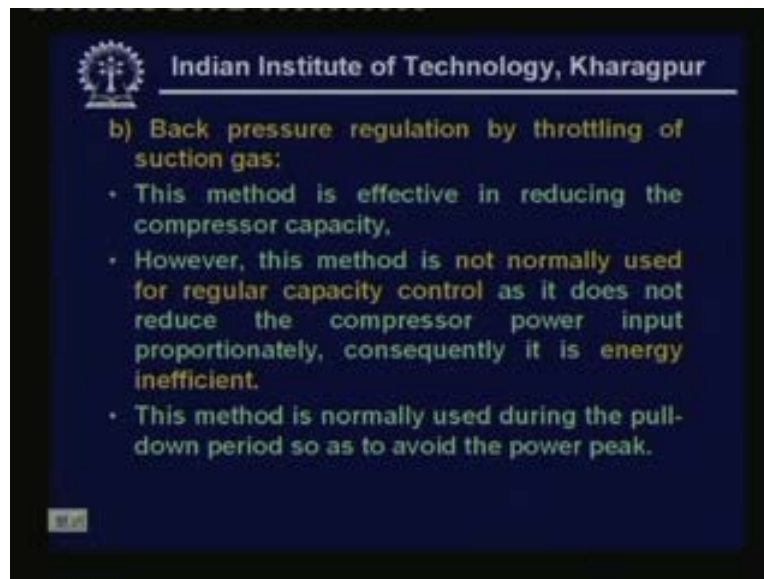 Indian Institute of Technology, Kharagpur
b) Back pressure regulation by throttling of
suction gas:
• This method is effective in reducing the
compressor capacity,
• However, this method is not normally used
for regular capacity control as it does not
reduce the compressor power input
proportionately, consequently it is energy
inefficient.
• This method is normally used during the pull-
down period so as to avoid the power peak.